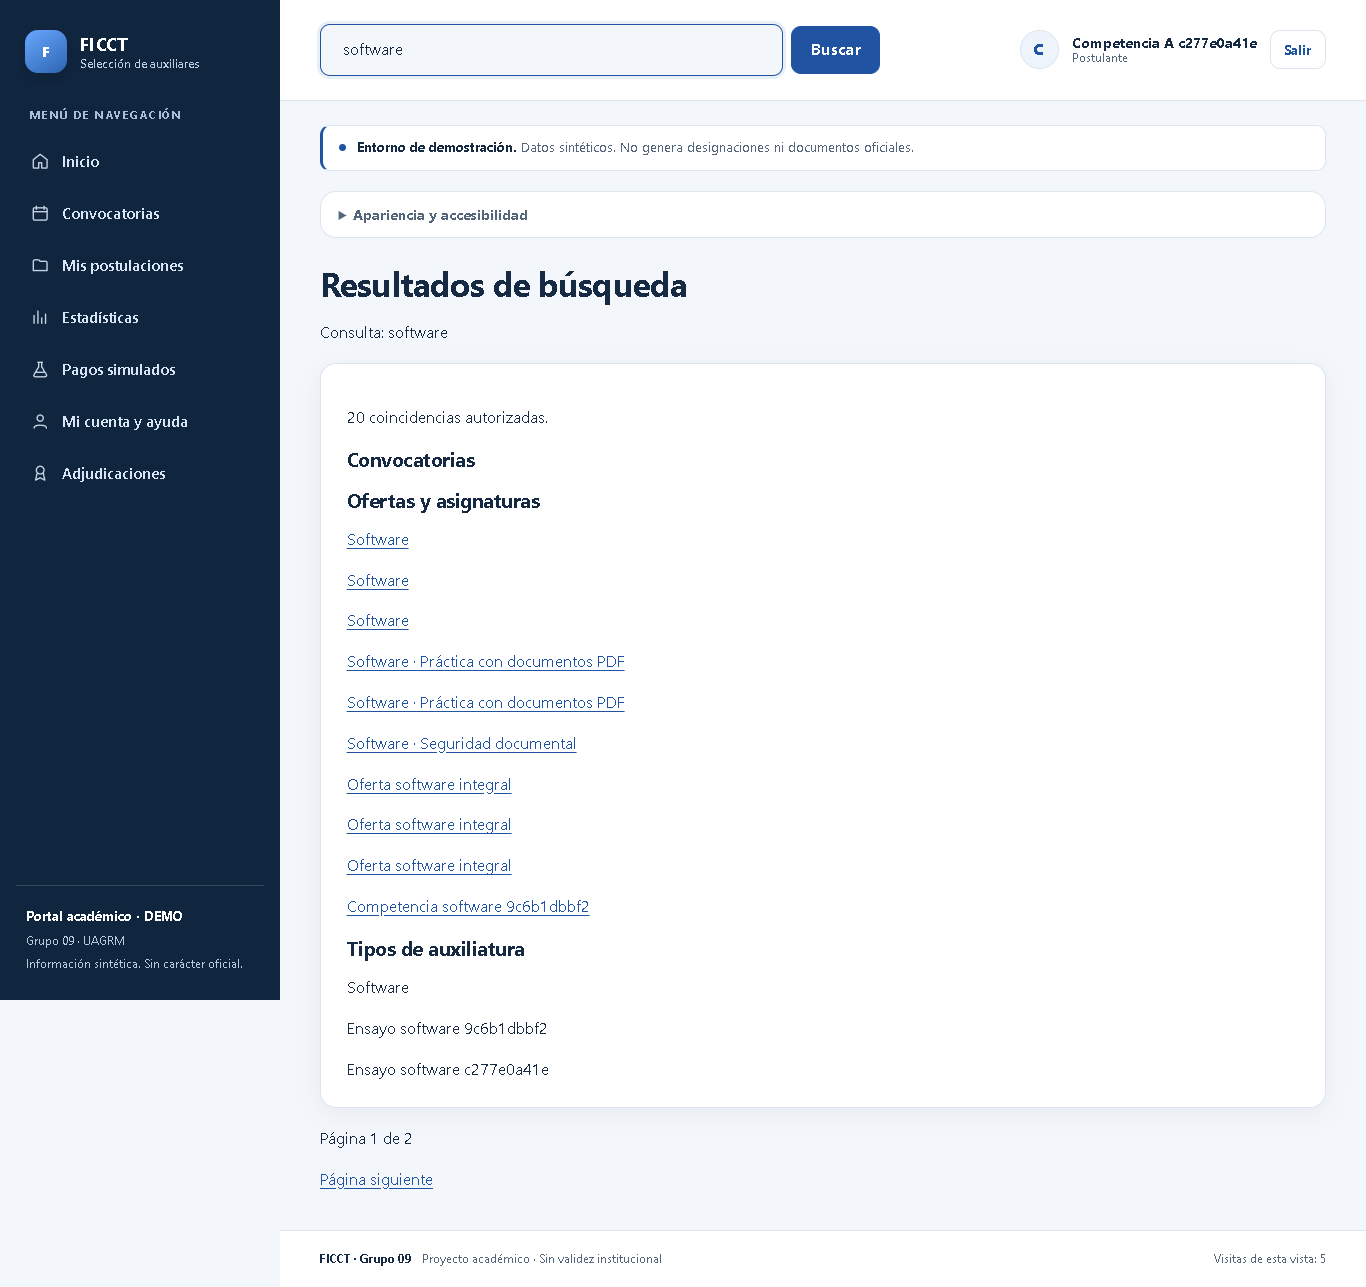 F
FICCT
Selección de auxiliares
MENÚ DE NAVEGACIÓN
Inicio
Convocatorias
Mis postulaciones
Estadísticas
Pagos simulados
Mi cuenta y ayuda
Adjudicaciones
Portal académico · DEMO
Grupo 09 · UAGRM
Información sintética. Sin carácter oficial.
software
Buscar
C
Competencia A c277e0a41e
Postulante
Salir
Entorno de demostración. Datos sintéticos. No genera designaciones ni documentos oficiales.
Apariencia y accesibilidad
Resultados de búsqueda
Consulta: software
20 coincidencias autorizadas.
Convocatorias
Ofertas y asignaturas
Software
Software
Software
Software · Práctica con documentos PDF
Software · Práctica con documentos PDF
Software · Seguridad documental
Oferta software integral
Oferta software integral
Oferta software integral
Competencia software 9c6b1dbbf2
Tipos de auxiliatura
Software
Ensayo software 9c6b1dbbf2
Ensayo software c277e0a41e
Página 1 de 2
Página siguiente
FICCT · Grupo 09 Proyecto académico · Sin validez institucional
Visitas de esta vista: 5